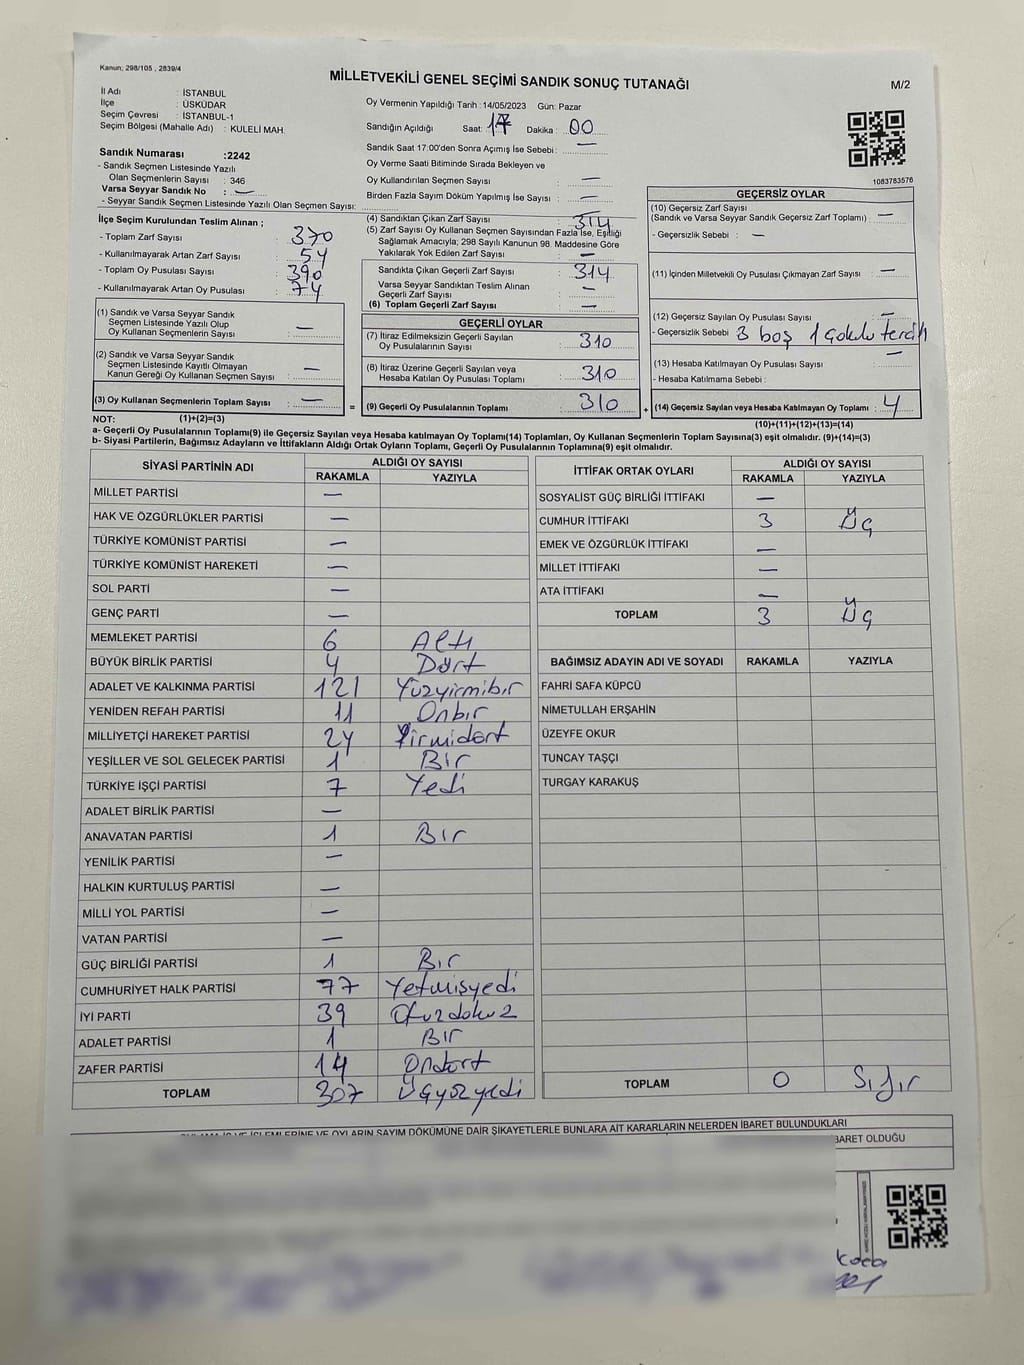 Kanun; 298/105 , 2839/4
MİLLETVEKİLİ GENEL SEÇİMİ SANDIK SONUÇ TUTANAĞI
M/2
İl Adı : İSTANBUL
İlçe : ÜSKÜDAR
Seçim Çevresi : İSTANBUL-1
Seçim Bölgesi (Mahalle Adı) : KULELİ MAH.
Oy Vermenin Yapıldığı Tarih : 14/05/2023 Gün: Pazar
Sandığın Açıldığı Saat: 17 Dakika : 00
Sandık Saat 17:00'den Sonra Açımış İse Sebebi : —
Oy Verme Saati Bitiminde Sırada Bekleyen ve
Oy Kullandırılan Seçmen Sayısı : —
Birden Fazla Sayım Döküm Yapılmış İse Sayısı : —
1083783576
Sandık Numarası :2242
- Sandık Seçmen Listesinde Yazılı
Olan Seçmenlerin Sayısı : 346
Varsa Seyyar Sandık No : —
- Seyyar Sandık Seçmen Listesinde Yazılı Olan Seçmen Sayısı:
İlçe Seçim Kurulundan Teslim Alınan ;
- Toplam Zarf Sayısı : 370
- Kullanılmayarak Artan Zarf Sayısı : 54
- Toplam Oy Pusulası Sayısı : 390
- Kullanılmayarak Artan Oy Pusulası : 74
(1) Sandık ve Varsa Seyyar Sandık
Seçmen Listesinde Yazılı Olup
Oy Kullanan Seçmenlerin Sayısı : —
(2) Sandık ve Varsa Seyyar Sandık
Seçmen Listesinde Kayıtlı Olmayan
Kanun Gereği Oy Kullanan Seçmen Sayısı : —
(3) Oy Kullanan Seçmenlerin Toplam Sayısı : —
(4) Sandıktan Çıkan Zarf Sayısı : 314
(5) Zarf Sayısı Oy Kullanan Seçmen Sayısından Fazla İse, Eşitliği
Sağlamak Amacıyla; 298 Sayılı Kanunun 98. Maddesine Göre
Yakılarak Yok Edilen Zarf Sayısı : —
Sandıkta Çıkan Geçerli Zarf Sayısı : 314
Varsa Seyyar Sandıktan Teslim Alınan
Geçerli Zarf Sayısı : —
(6) Toplam Geçerli Zarf Sayısı : —
GEÇERLİ OYLAR
(7) İtiraz Edilmeksizin Geçerli Sayılan
Oy Pusulalarının Sayısı : 310
(8) İtiraz Üzerine Geçerli Sayılan veya
Hesaba Katılan Oy Pusulası Toplamı : 310
= (9) Geçerli Oy Pusulalarının Toplamı : 310
GEÇERSİZ OYLAR
(10) Geçersiz Zarf Sayısı
(Sandık ve Varsa Seyyar Sandık Geçersiz Zarf Toplamı) : —
- Geçersizlik Sebebi : —
(11) İçinden Milletvekili Oy Pusulası Çıkmayan Zarf Sayısı : —
(12) Geçersiz Sayılan Oy Pusulası Sayısı : —
- Geçersizlik Sebebi : 3 boş 1 çoklu tercih
(13) Hesaba Katılmayan Oy Pusulası Sayısı : —
- Hesaba Katılmama Sebebi :
+ (14) Geçersiz Sayılan veya Hesaba Katılmayan Oy Toplamı : 4
NOT: (1)+(2)=(3)
(10)+(11)+(12)+(13)=(14)
a- Geçerli Oy Pusulalarının Toplamı(9) ile Geçersiz Sayılan veya Hesaba katılmayan Oy Toplamı(14) Toplamları, Oy Kullanan Seçmenlerin Toplam Sayısına(3) eşit olmalıdır. (9)+(14)=(3)
b- Siyasi Partilerin, Bağımsız Adayların ve İttifakların Aldığı Ortak Oyların Toplamı, Geçerli Oy Pusulalarının Toplamına(9) eşit olmalıdır.
SİYASİ PARTİNİN ADI ALDIĞI OY SAYISI
RAKAMLA YAZIYLA
MİLLET PARTİSİ —
HAK VE ÖZGÜRLÜKLER PARTİSİ —
TÜRKİYE KOMÜNİST PARTİSİ —
TÜRKİYE KOMÜNİST HAREKETİ —
SOL PARTİ —
GENÇ PARTİ —
MEMLEKET PARTİSİ 6 Altı
BÜYÜK BİRLİK PARTİSİ 4 Dört
ADALET VE KALKINMA PARTİSİ 121 Yüzyirmibir
YENİDEN REFAH PARTİSİ 11 Onbir
MİLLİYETÇİ HAREKET PARTİSİ 24 Yirmidört
YEŞİLLER VE SOL GELECEK PARTİSİ 1 Bir
TÜRKİYE İŞÇİ PARTİSİ 7 Yedi
ADALET BİRLİK PARTİSİ —
ANAVATAN PARTİSİ 1 Bir
YENİLİK PARTİSİ —
HALKIN KURTULUŞ PARTİSİ —
MİLLİ YOL PARTİSİ —
VATAN PARTİSİ —
GÜÇ BİRLİĞİ PARTİSİ 1 Bir
CUMHURİYET HALK PARTİSİ 77 Yetmişyedi
İYİ PARTİ 39 Otuzdokuz
ADALET PARTİSİ 1 Bir
ZAFER PARTİSİ 14 Ondört
TOPLAM 307 Üçyüzyedi
İTTİFAK ORTAK OYLARI ALDIĞI OY SAYISI
RAKAMLA YAZIYLA
SOSYALİST GÜÇ BİRLİĞİ İTTİFAKI —
CUMHUR İTTİFAKI 3 Üç
EMEK VE ÖZGÜRLÜK İTTİFAKI —
MİLLET İTTİFAKI —
ATA İTTİFAKI —
TOPLAM 3 Üç
BAĞIMSIZ ADAYIN ADI VE SOYADI RAKAMLA YAZIYLA
FAHRİ SAFA KÜPCÜ
NİMETULLAH ERŞAHİN
ÜZEYFE OKUR
TUNCAY TAŞÇI
TURGAY KARAKUŞ
TOPLAM 0 Sıfır
İŞLEMLERİNE VE OYLARIN SAYIM DÖKÜMÜNE DAİR ŞİKAYETLERLE BUNLARA AİT KARARLARIN NELERDEN İBARET BULUNDUKLARI
İBARET OLDUĞU